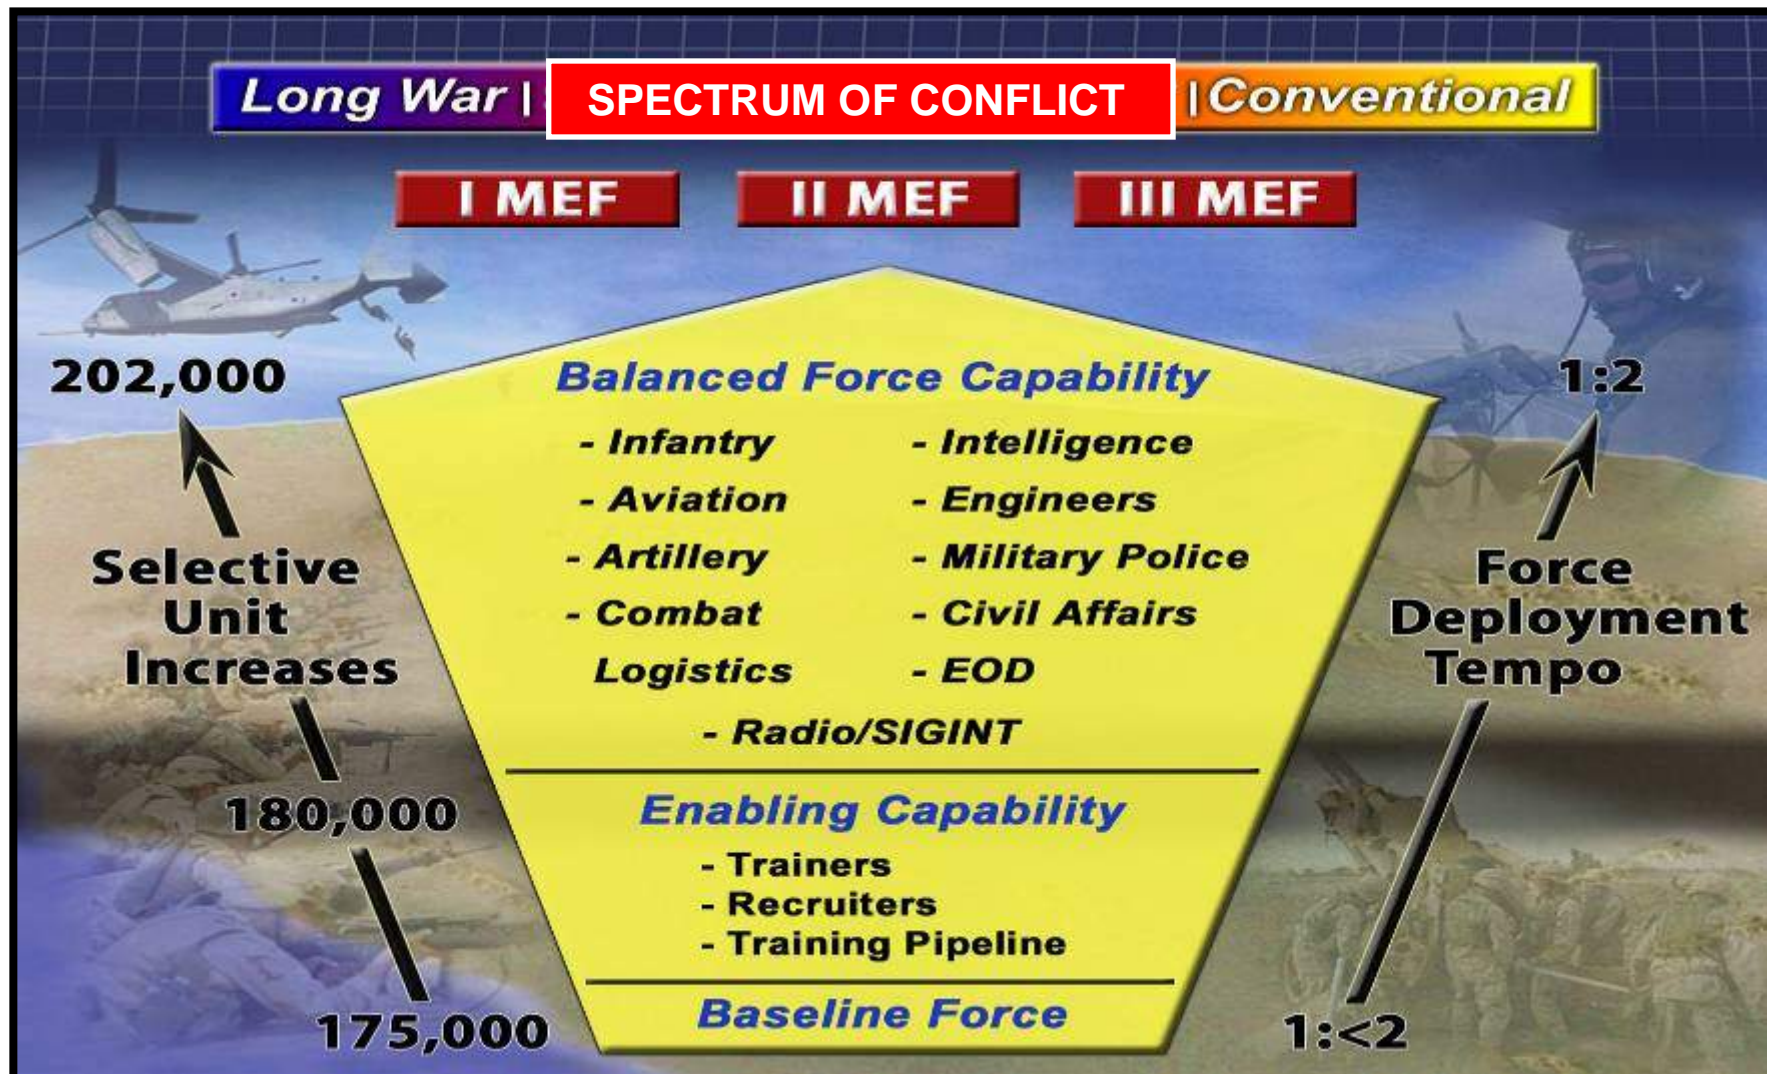 Long War | SPECTRUM OF CONFLICT | Conventional
I MEF II MEF III MEF
202,000
Selective
Unit
Increases
180,000
175,000
Balanced Force Capability
- Infantry - Intelligence
- Aviation - Engineers
- Artillery - Military Police
- Combat - Civil Affairs
Logistics - EOD
- Radio/SIGINT
Enabling Capability
- Trainers
- Recruiters
- Training Pipeline
Baseline Force
1:2
Force
Deployment
Tempo
1:<2